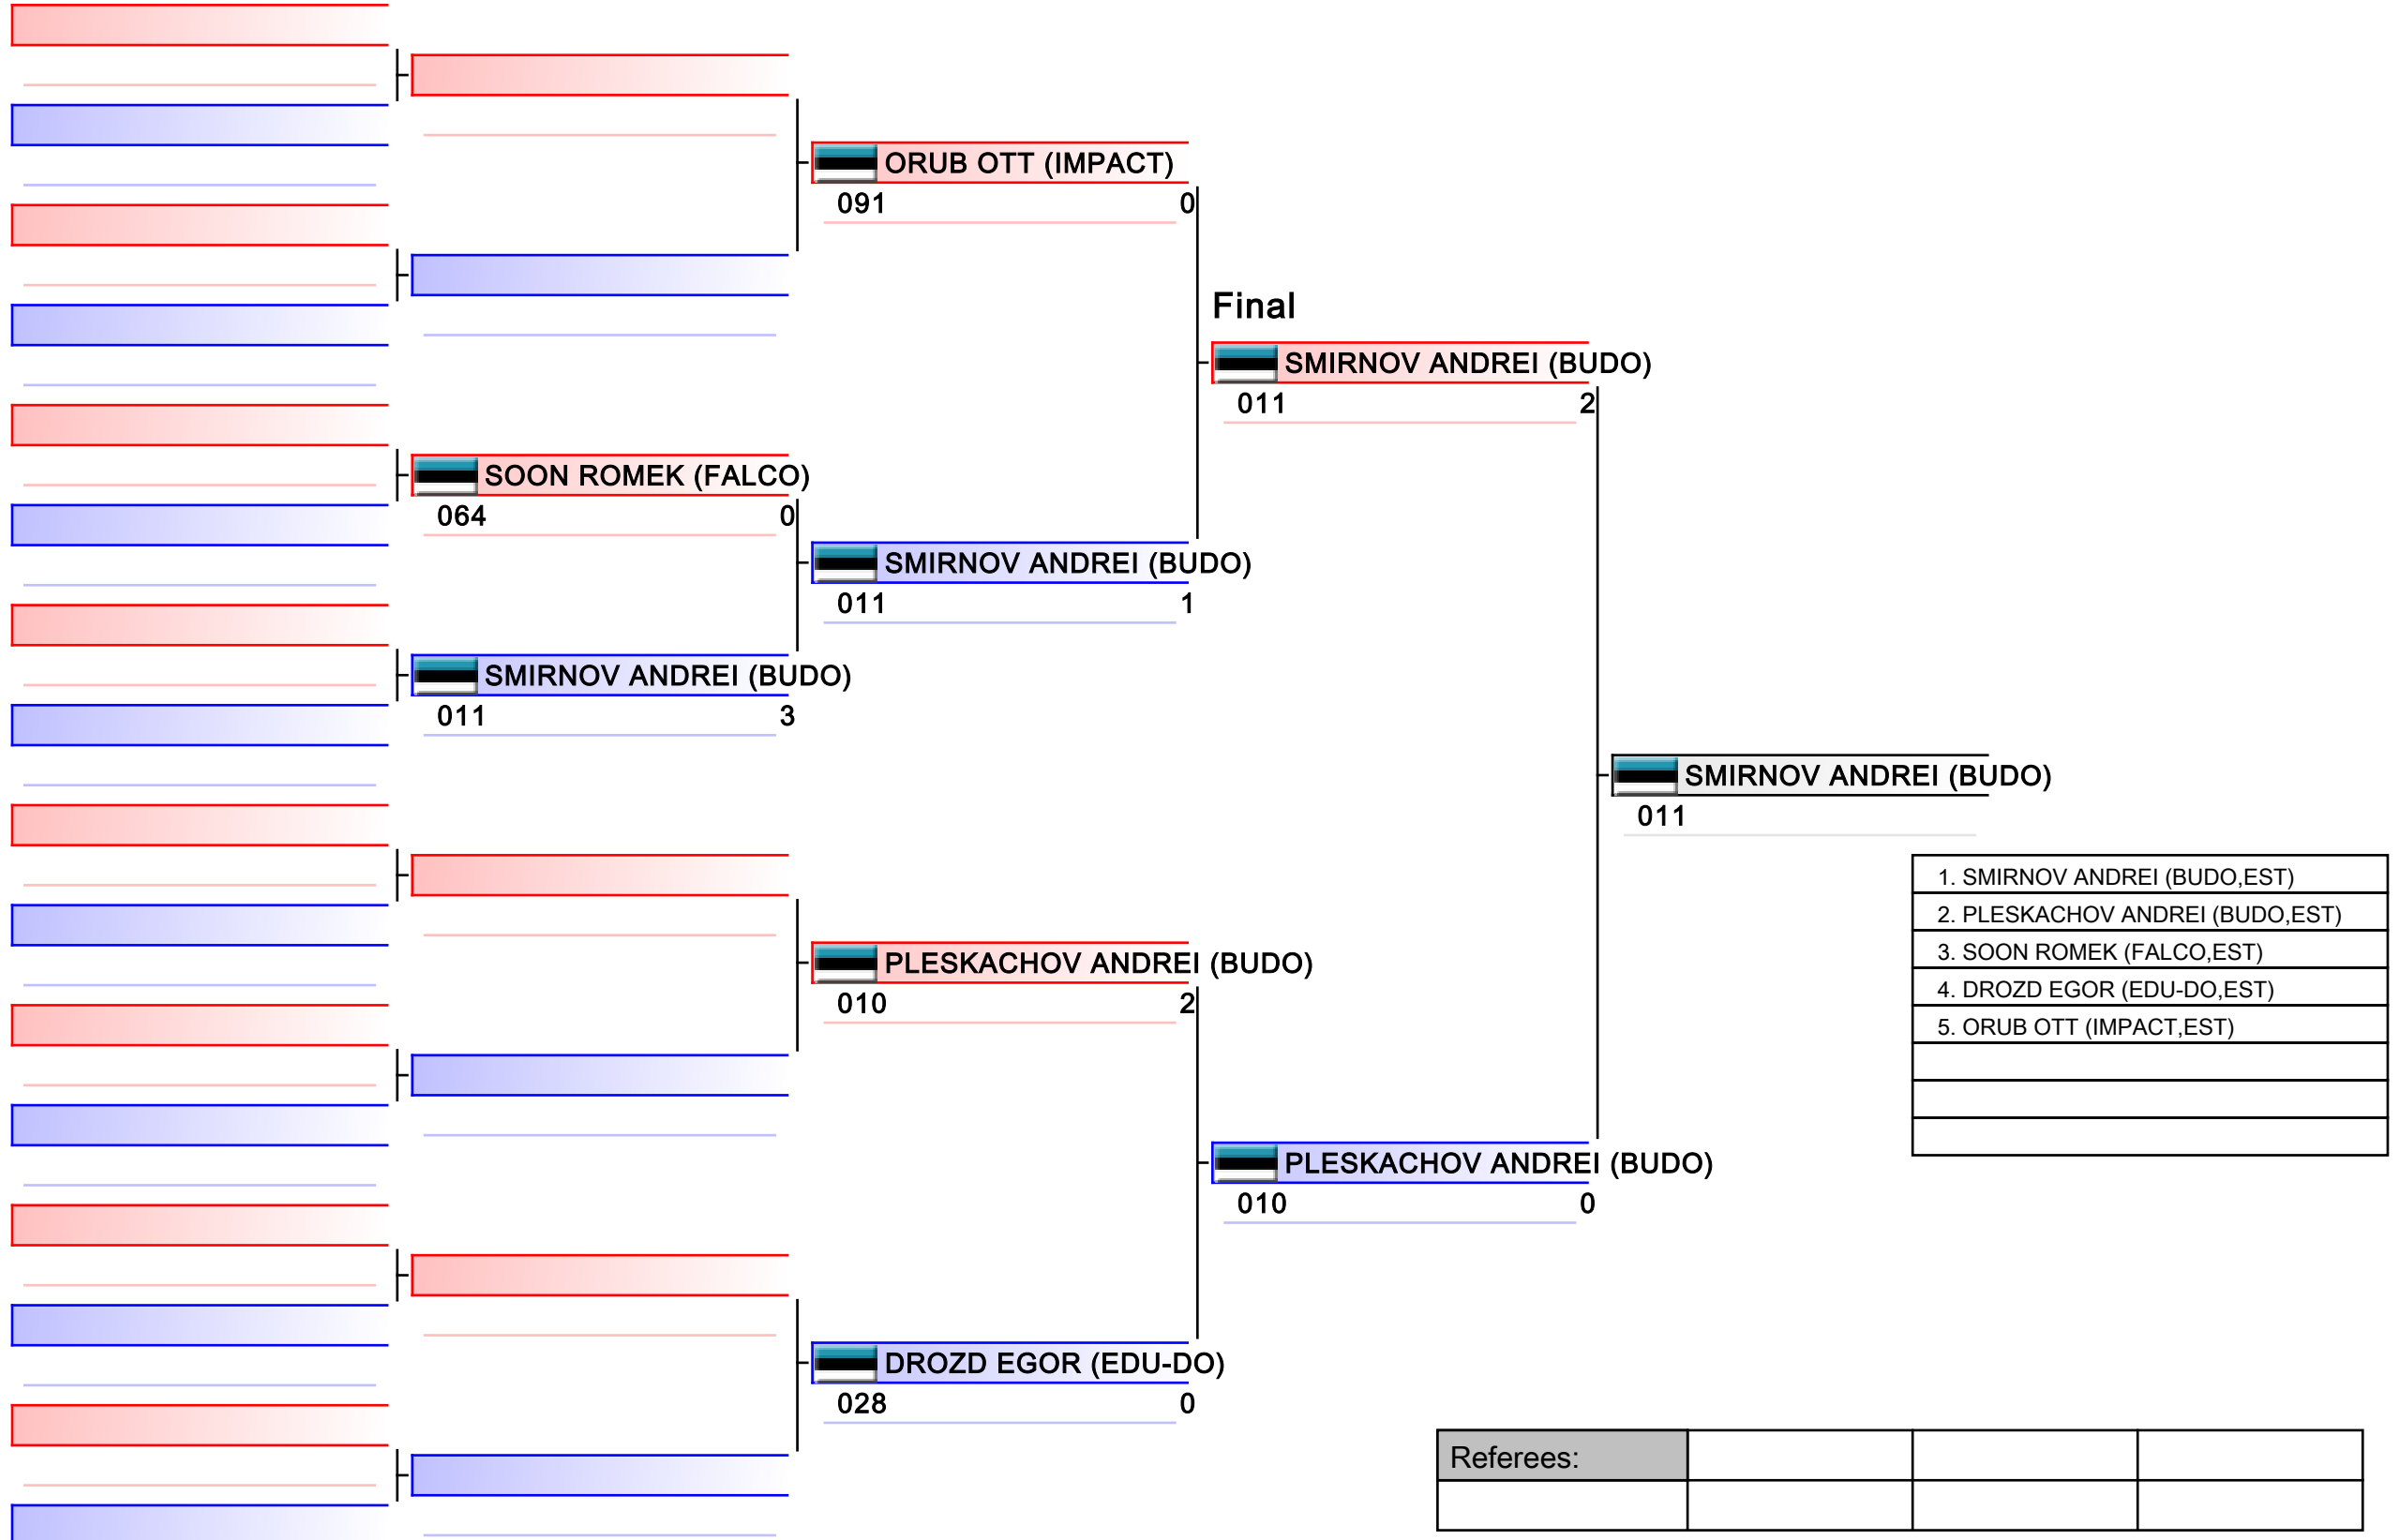 ORUB OTT (IMPACT)
091 0
Final
SMIRNOV ANDREI (BUDO)
011 2
SOON ROMEK (FALCO)
064 0
SMIRNOV ANDREI (BUDO)
011 1
SMIRNOV ANDREI (BUDO)
011 3
SMIRNOV ANDREI (BUDO)
011
1. SMIRNOV ANDREI (BUDO,EST)
2. PLESKACHOV ANDREI (BUDO,EST)
3. SOON ROMEK (FALCO,EST)
4. DROZD EGOR (EDU-DO,EST)
5. ORUB OTT (IMPACT,EST)
PLESKACHOV ANDREI (BUDO)
010 2
PLESKACHOV ANDREI (BUDO)
010 0
DROZD EGOR (EDU-DO)
028 0
Referees: